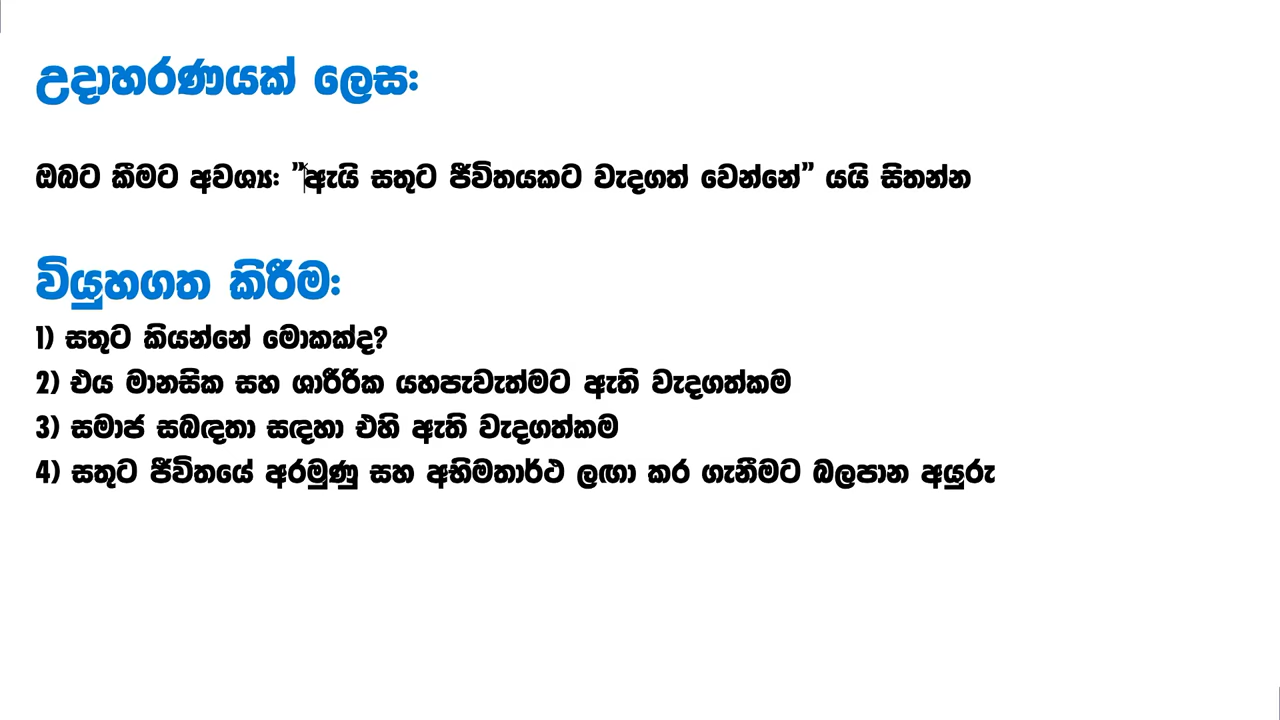 උදාහරණයක් ලෙස:
ඔබට කීමට අවශ්‍ය: ”ඇයි සතුට ජීවිතයකට වැදගත් වෙන්නේ” යයි සිතන්න
වියුහගත කිරීම:
1) සතුට කියන්නේ මොකක්ද?
2) එය මානසික සහ ශාරීරික යහපැවැත්මට ඇති වැදගත්කම
3) සමාජ සබඳතා සඳහා එහි ඇති වැදගත්කම
4) සතුට ජීවිතයේ අරමුණු සහ අභිමතාර්ථ ලඟා කර ගැනීමට බලපාන අයුරු